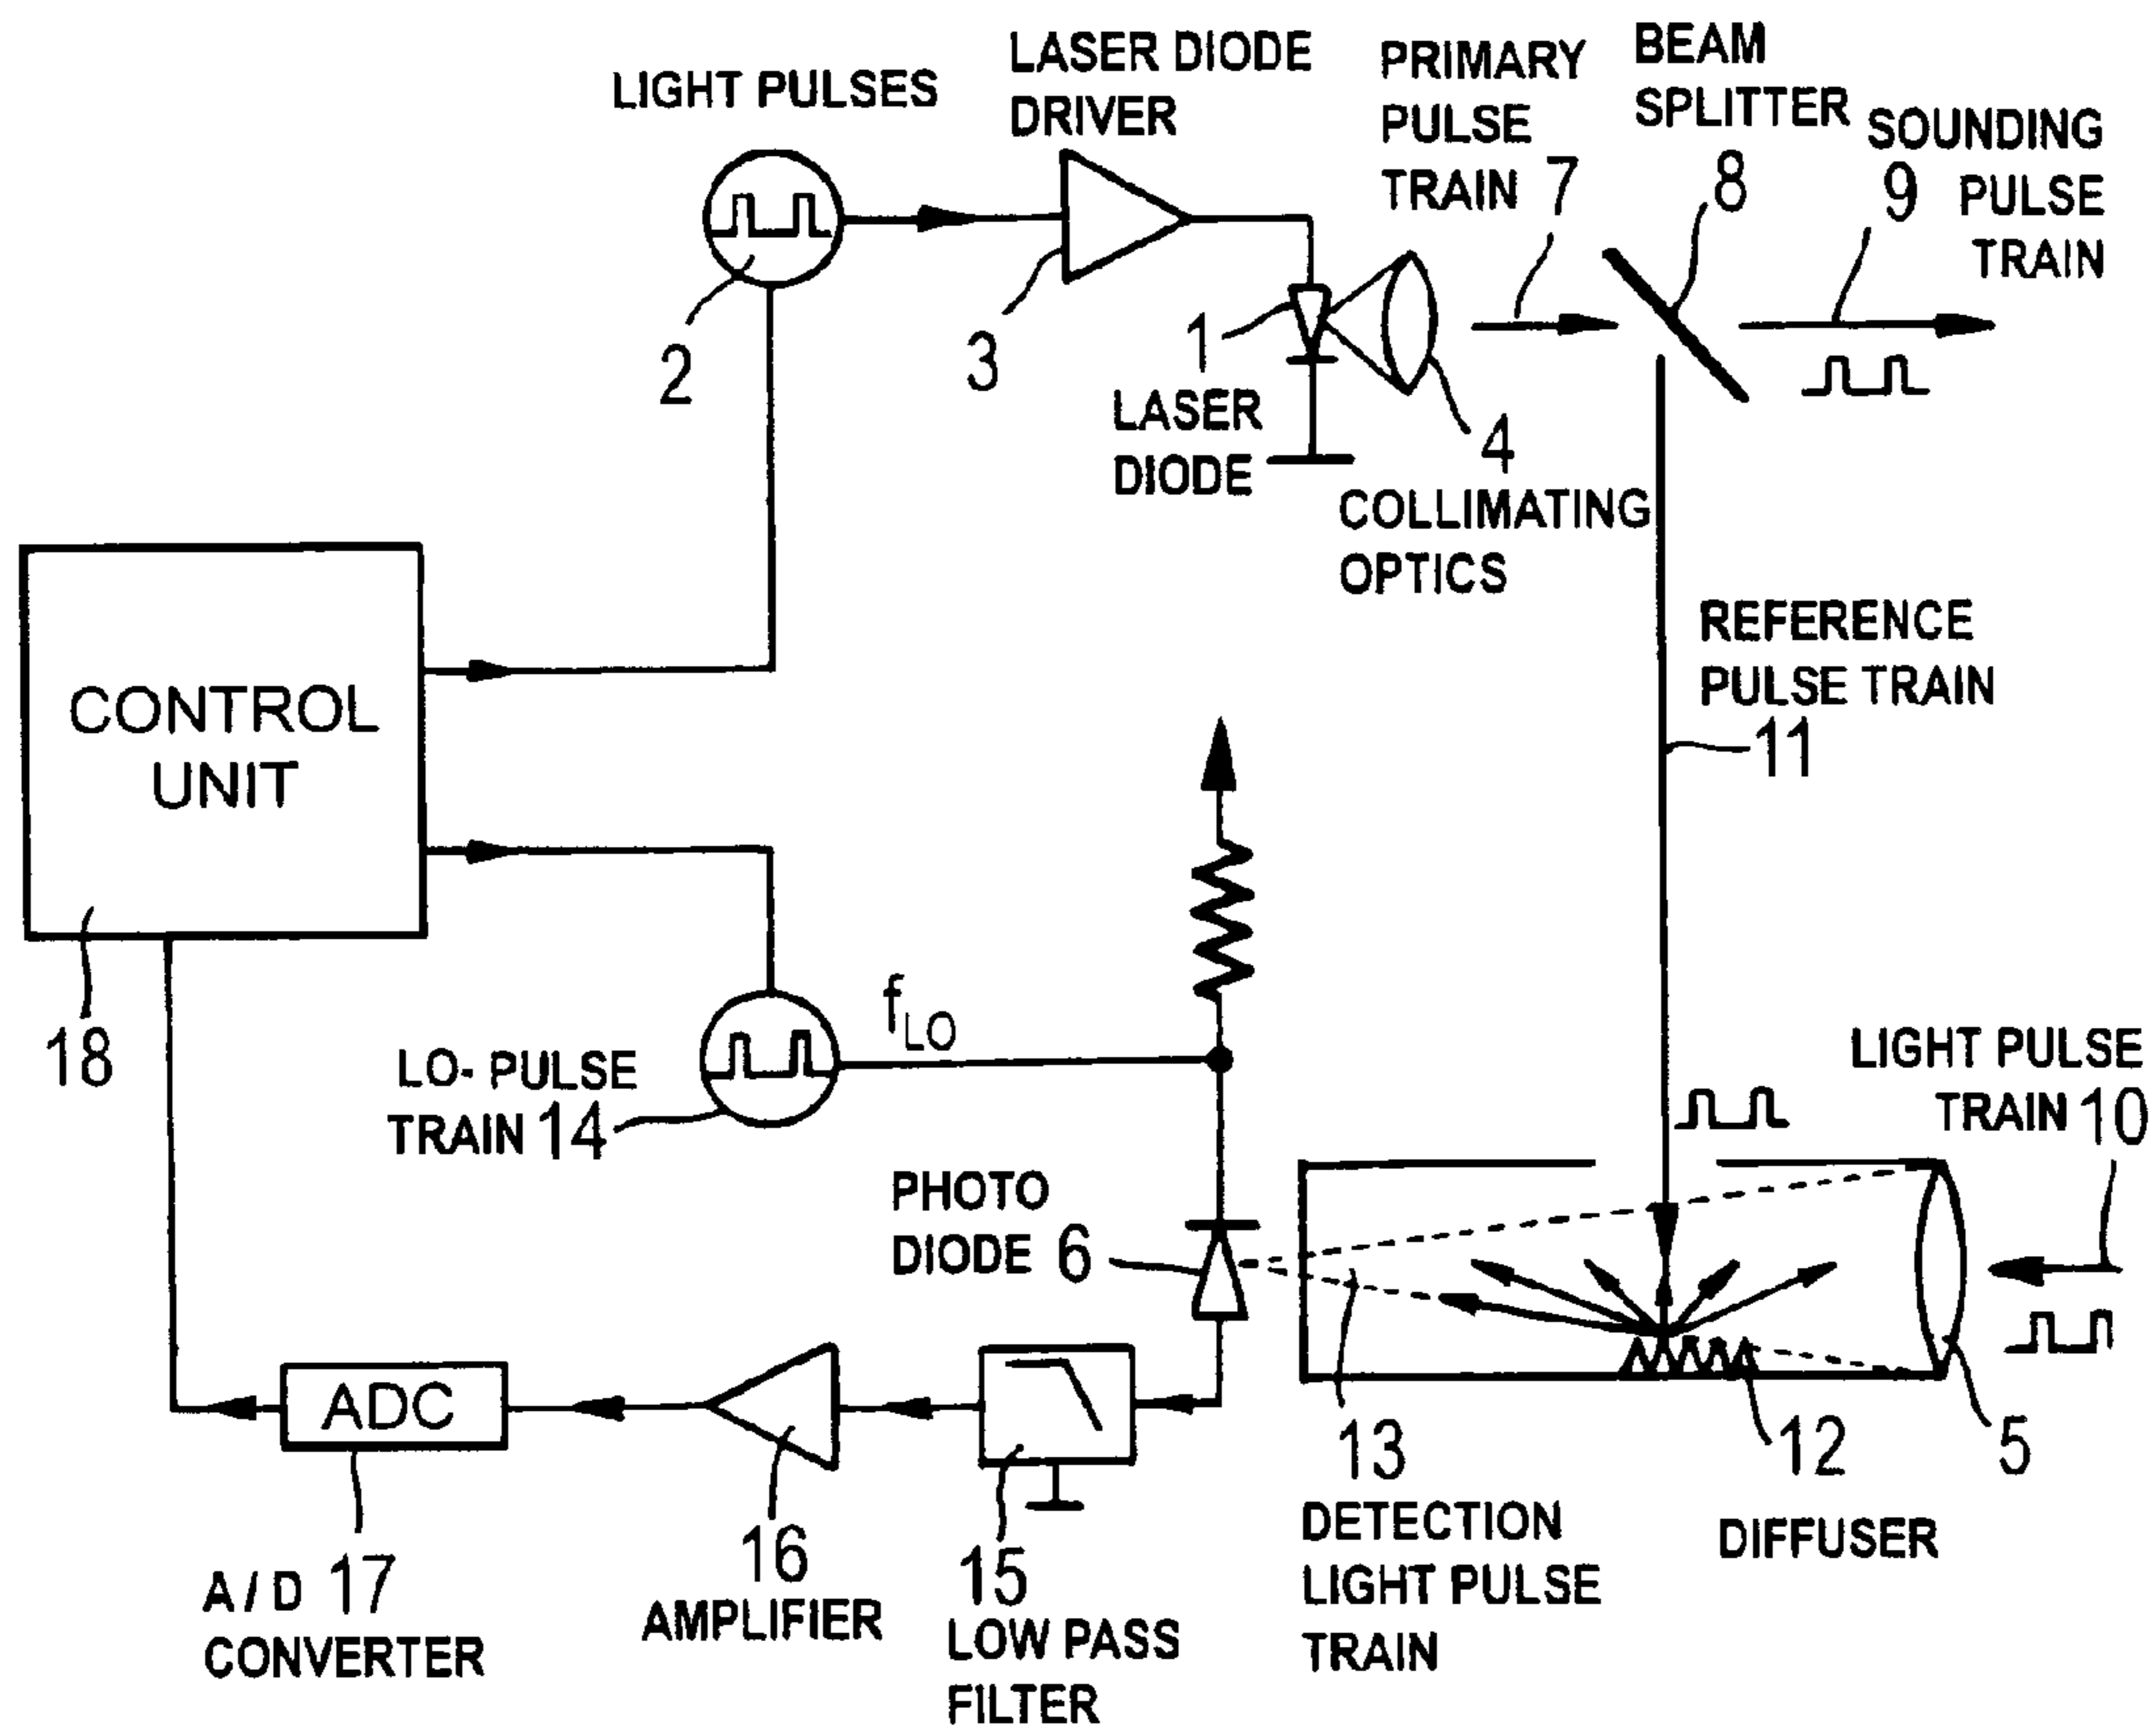 LIGHT PULSES
LASER DIODE
DRIVER
PRIMARY
PULSE
TRAIN 7
BEAM
SPLITTER
8
SOUNDING
9 PULSE
TRAIN
2
3
1
LASER
DIODE
4
COLLIMATING
OPTICS
CONTROL
UNIT
18
REFERENCE
PULSE TRAIN
11
fLO
LO- PULSE
TRAIN 14
LIGHT PULSE
TRAIN 10
PHOTO
DIODE 6
ADC
13
12
5
DETECTION
LIGHT PULSE
TRAIN
DIFFUSER
A/D 17
CONVERTER
16
AMPLIFIER
15
LOW PASS
FILTER